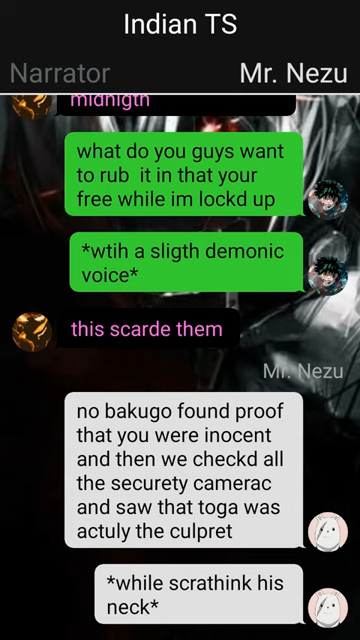 Indian TS
Narrator
Mr. Nezu
midnigth
what do you guys want
to rub it in that your
free while im lockd up
*wtih a sligth demonic
voice*
this scarde them
Mr. Nezu
no bakugo found proof
that you were inocent
and then we checkd all
the securety camerac
and saw that toga was
actuly the culpret
*while scrathink his
neck*